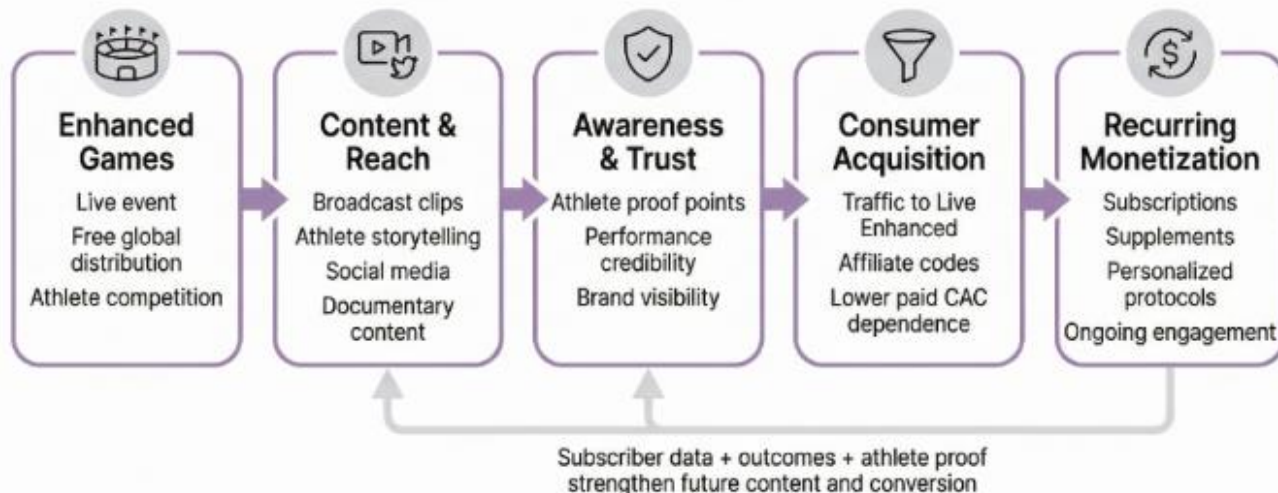 Enhanced
Games
Live event
Free global
distribution
Athlete competition
Content &
Reach
Broadcast clips
Athlete storytelling
Social media
Documentary
content
Awareness
& Trust
Athlete proof points
Performance
credibility
Brand visibility
Consumer
Acquisition
Traffic to Live
Enhanced
Affiliate codes
Lower paid CAC
dependence
$
Recurring
Monetization
Subscriptions
Supplements
Personalized
protocols
Ongoing engagement
Subscriber data + outcomes + athlete proof
strengthen future content and conversion